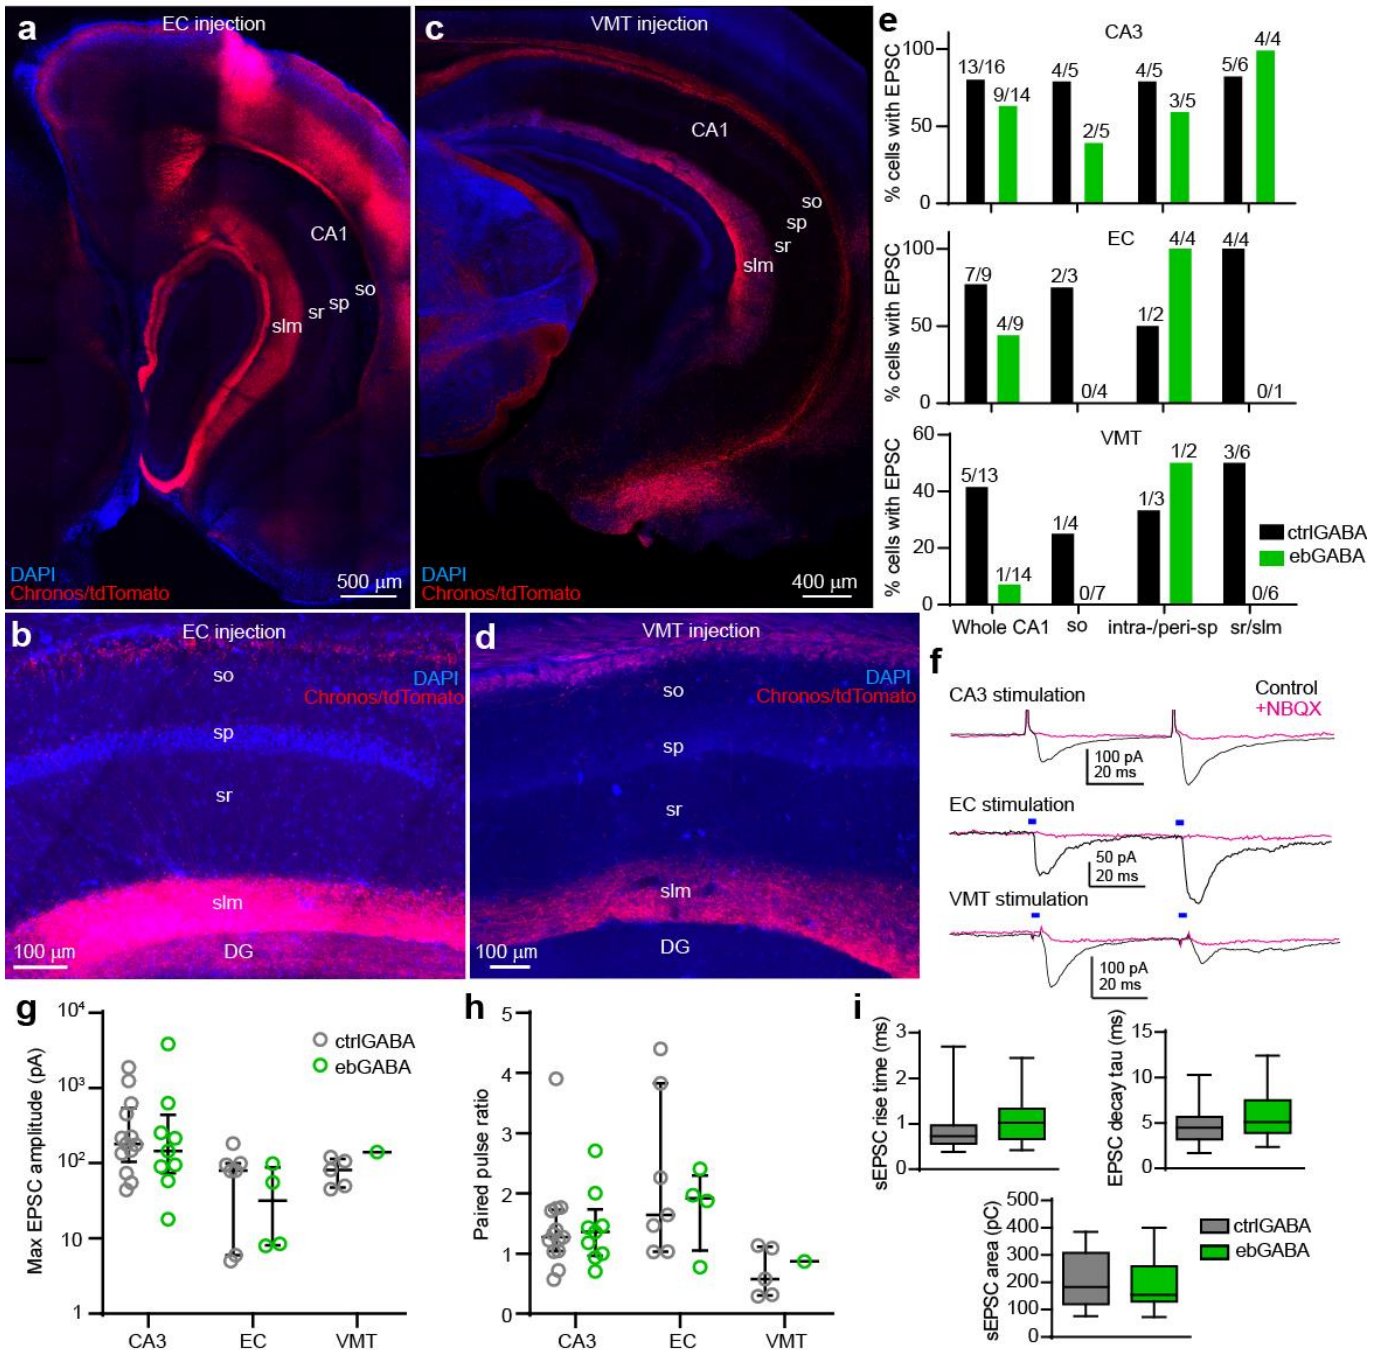 a
EC injection
CA1
so
sp
sr
slm
DAPI
Chronos/tdTomato
500 µm
c
VMT injection
CA1
so
sp
sr
slm
DAPI
Chronos/tdTomato
400 µm
b
EC injection
so
DAPI
Chronos/tdTomato
sp
sr
slm
DG
100 µm
d
VMT injection
so
DAPI
Chronos/tdTomato
sp
sr
slm
DG
100 µm
e
CA3
% cells with EPSC
100
50
0
13/16
9/14
4/5
2/5
4/5
3/5
5/6
4/4
EC
% cells with EPSC
100
50
0
7/9
4/9
2/3
0/4
1/2
4/4
4/4
0/1
VMT
% cells with EPSC
60
40
20
0
5/13
1/14
1/4
0/7
1/3
1/2
3/6
0/6
ctrlGABA
ebGABA
Whole CA1 so intra-/peri-sp sr/slm
f
CA3 stimulation
Control
+NBQX
100 pA
20 ms
EC stimulation
50 pA
20 ms
VMT stimulation
100 pA
20 ms
g
Max EPSC amplitude (pA)
10⁴
10³
10²
10
1
ctrlGABA
ebGABA
CA3 EC VMT
h
Paired pulse ratio
5
4
3
2
1
0
CA3 EC VMT
i
sEPSC rise time (ms)
3
2
1
0
EPSC decay tau (ms)
15
10
5
0
sEPSC area (pC)
500
400
300
200
100
0
ctrlGABA
ebGABA